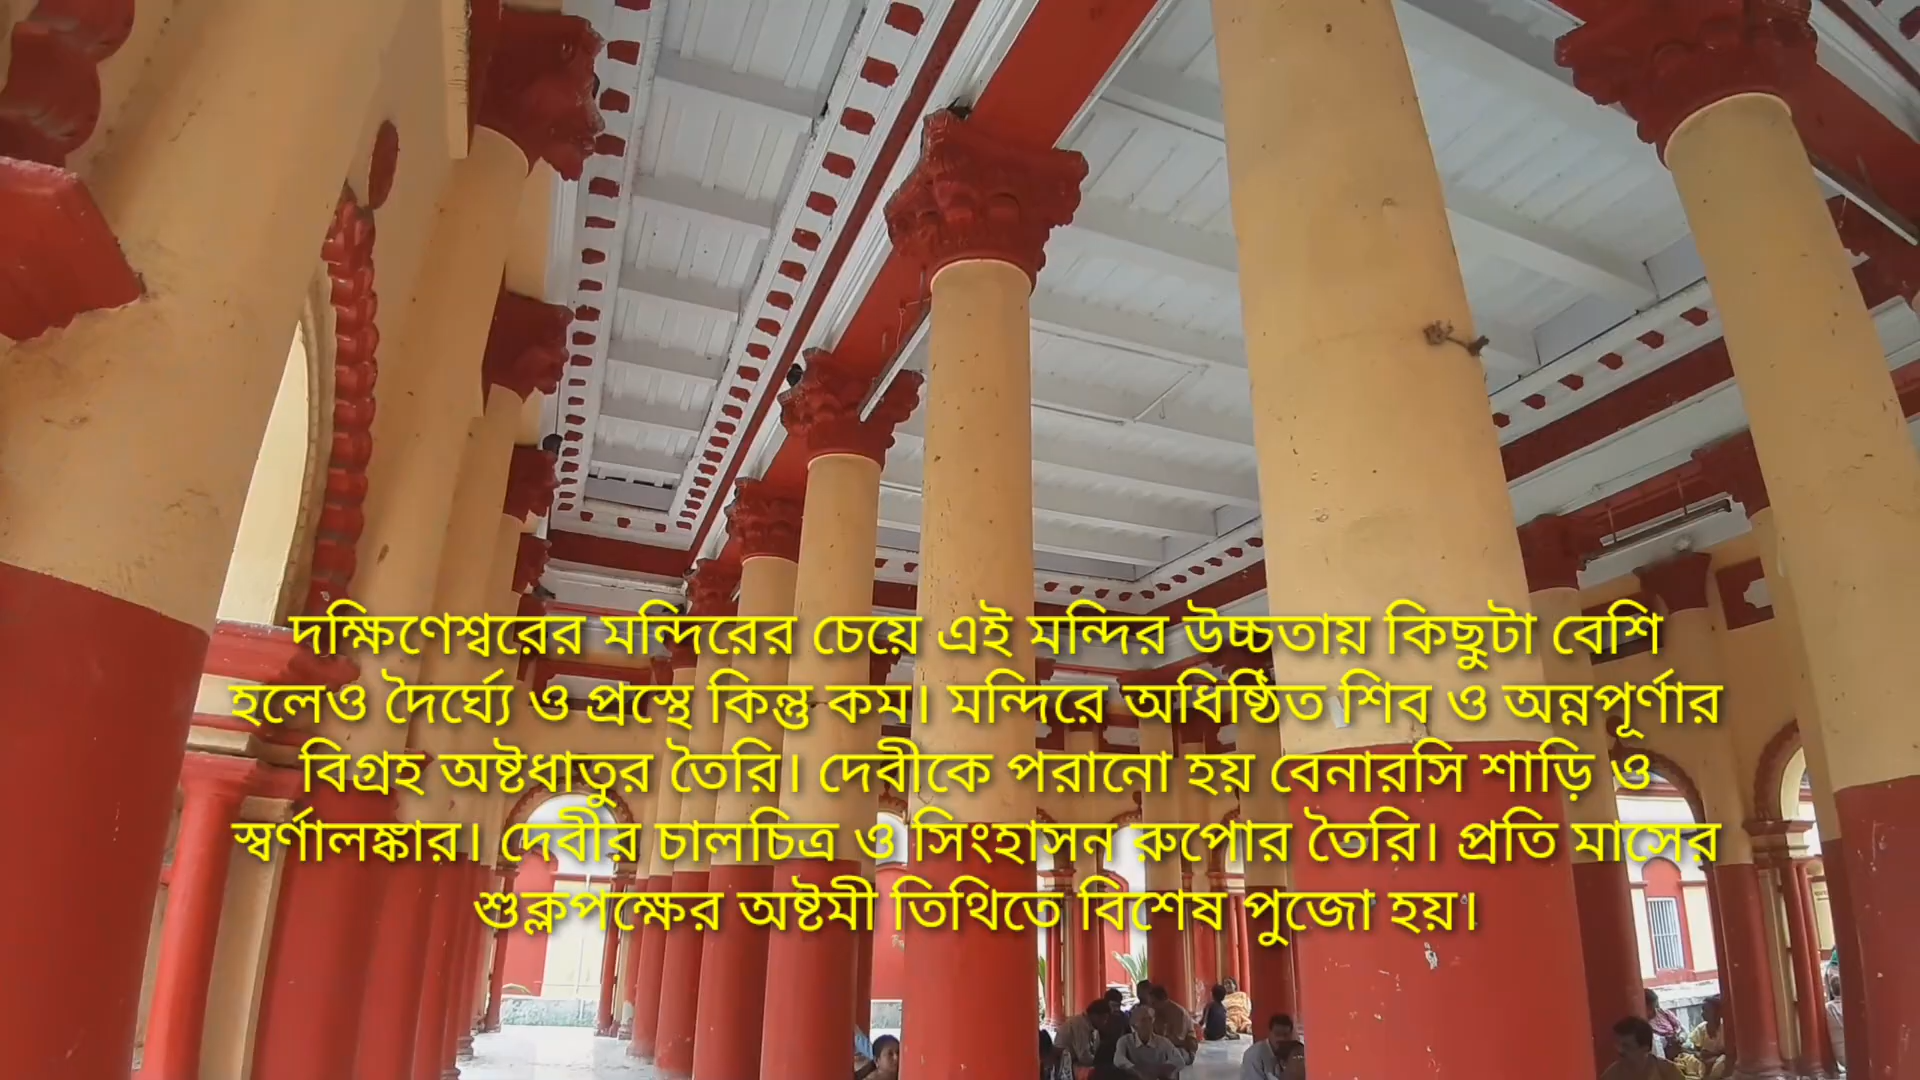 দক্ষিণেশ্বরের মন্দিরের চেয়ে এই মন্দির উচ্চতায় কিছুটা বেশি
হলেও দৈর্ঘ্যে ও প্রস্থে কিন্তু কম। মন্দিরে অধিষ্ঠিত শিব ও অন্নপূর্ণার
বিগ্রহ অষ্টধাতুর তৈরি। দেবীকে পরানো হয় বেনারসি শাড়ি ও
স্বর্ণালঙ্কার। দেবীর চালচিত্র ও সিংহাসন রুপোর তৈরি। প্রতি মাসের
শুক্লপক্ষের অষ্টমী তিথিতে বিশেষ পুজো হয়।